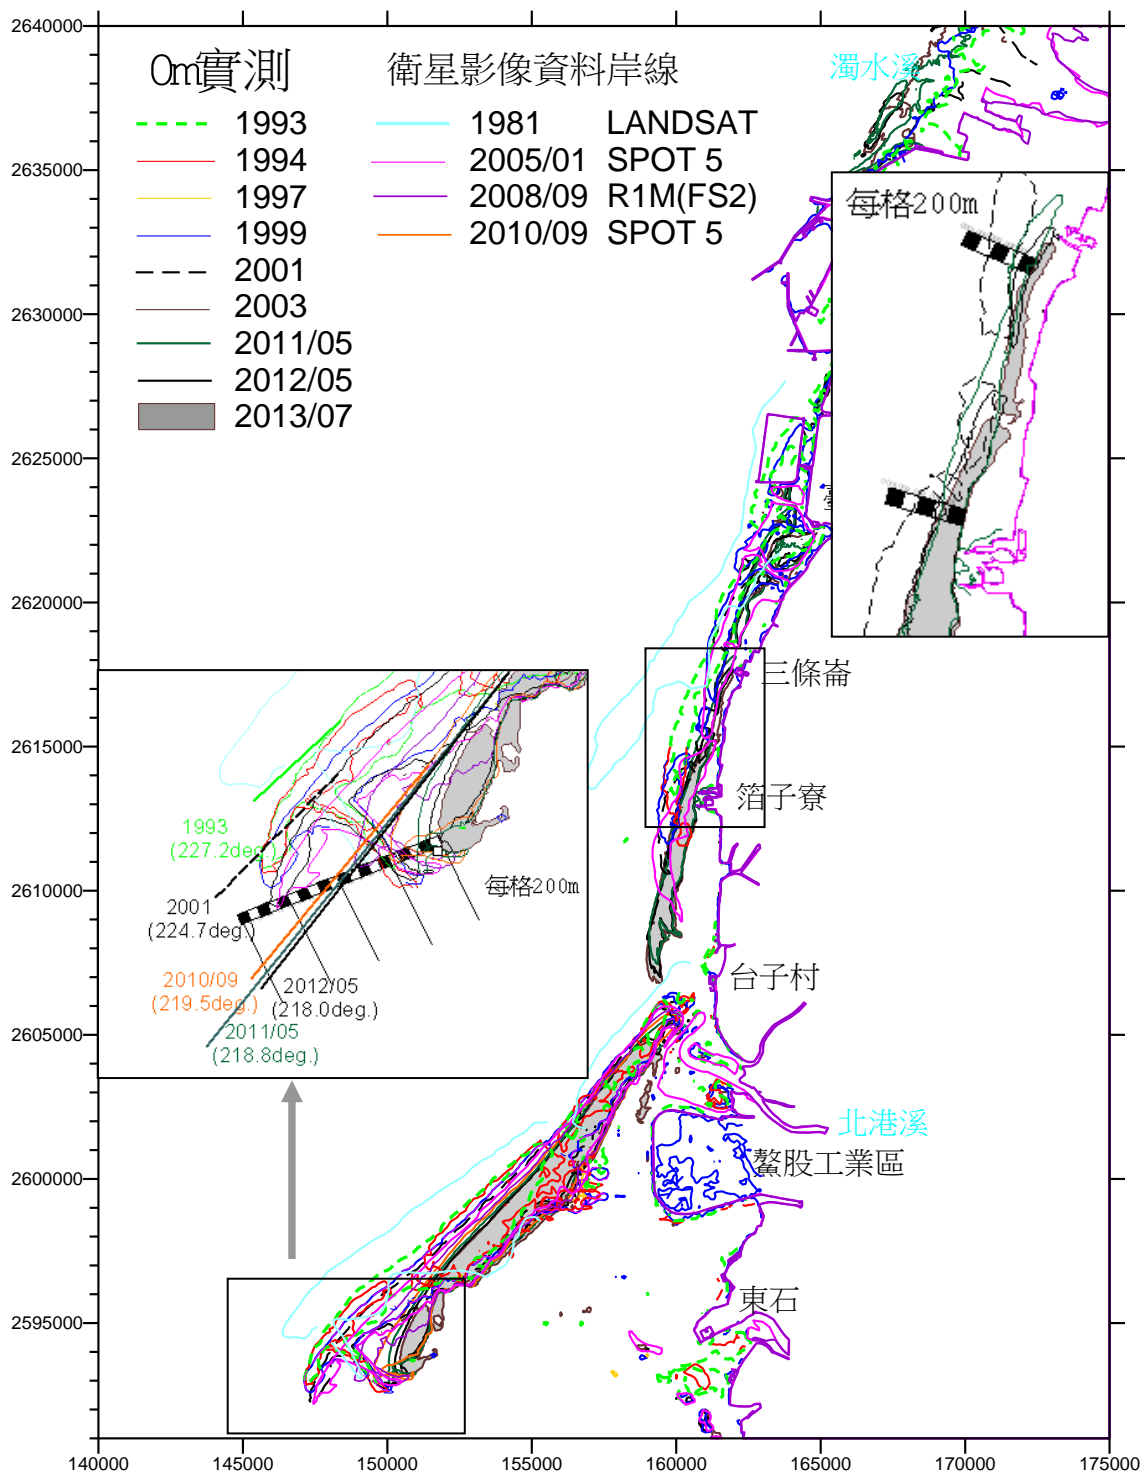 2640000
2635000
2630000
2625000
2620000
2615000
2610000
2605000
2600000
2595000
0m實測
1993
1994
1997
1999
2001
2003
2011/05
2012/05
2013/07
衛星影像資料岸線
1981 LANDSAT
2005/01 SPOT 5
2008/09 R1M(FS2)
2010/09 SPOT 5
濁水溪
每格200m
三條崙
箔子寮
台子村
北港溪
鰲股工業區
東石
1993
(227.2deg.)
2001
(224.7deg.)
2010/09
(219.5deg.)
2012/05
(218.0deg.)
2011/05
(218.8deg.)
每格200m
140000 145000 150000 155000 160000 165000 170000 175000